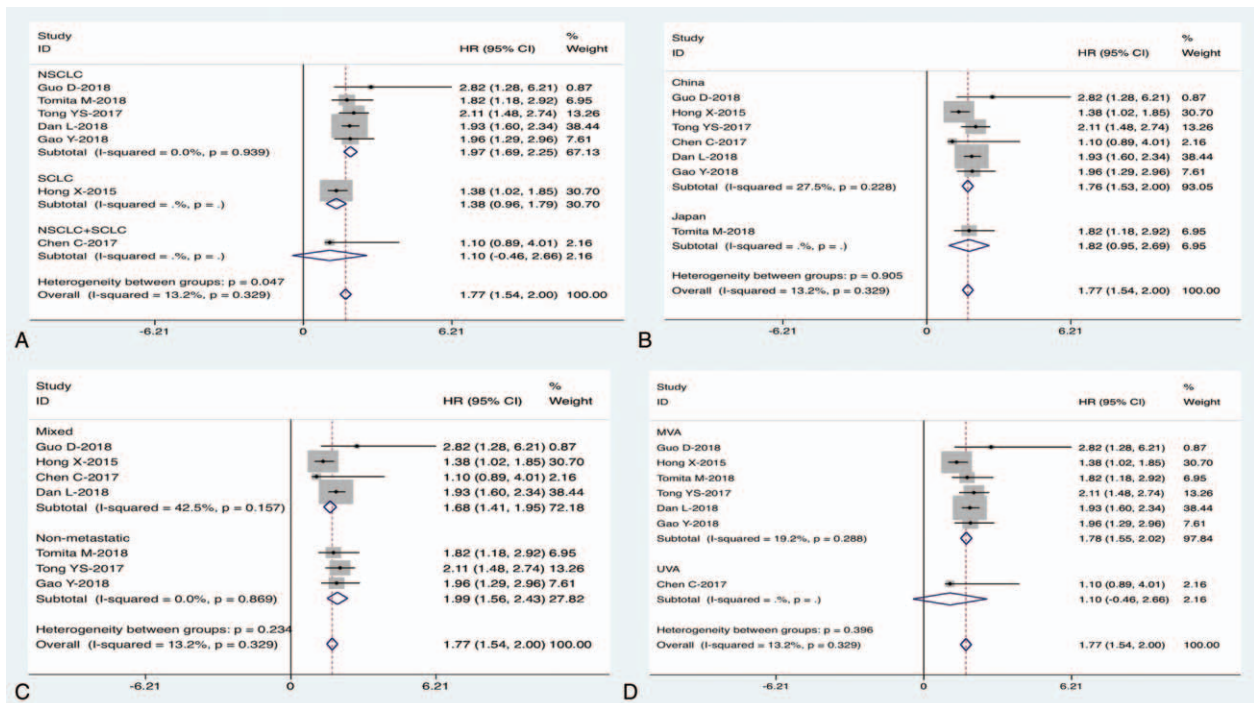 Study %
ID HR (95% CI) Weight
NSCLC
Guo D-2018 2.82 (1.28, 6.21) 0.87
Tomita M-2018 1.82 (1.18, 2.92) 6.95
Tong YS-2017 2.11 (1.48, 2.74) 13.26
Dan L-2018 1.93 (1.60, 2.34) 38.44
Gao Y-2018 1.96 (1.29, 2.96) 7.61
Subtotal (I-squared = 0.0%, p = 0.939) 1.97 (1.69, 2.25) 67.13
SCLC
Hong X-2015 1.38 (1.02, 1.85) 30.70
Subtotal (I-squared = .%, p = .) 1.38 (0.96, 1.79) 30.70
NSCLC+SCLC
Chen C-2017 1.10 (0.89, 4.01) 2.16
Subtotal (I-squared = .%, p = .) 1.10 (-0.46, 2.66) 2.16
Heterogeneity between groups: p = 0.047
Overall (I-squared = 13.2%, p = 0.329) 1.77 (1.54, 2.00) 100.00
-6.21 0 6.21
A
Study %
ID HR (95% CI) Weight
China
Guo D-2018 2.82 (1.28, 6.21) 0.87
Hong X-2015 1.38 (1.02, 1.85) 30.70
Tong YS-2017 2.11 (1.48, 2.74) 13.26
Chen C-2017 1.10 (0.89, 4.01) 2.16
Dan L-2018 1.93 (1.60, 2.34) 38.44
Gao Y-2018 1.96 (1.29, 2.96) 7.61
Subtotal (I-squared = 27.5%, p = 0.228) 1.76 (1.53, 2.00) 93.05
Japan
Tomita M-2018 1.82 (1.18, 2.92) 6.95
Subtotal (I-squared = .%, p = .) 1.82 (0.95, 2.69) 6.95
Heterogeneity between groups: p = 0.905
Overall (I-squared = 13.2%, p = 0.329) 1.77 (1.54, 2.00) 100.00
-6.21 0 6.21
B
Study %
ID HR (95% CI) Weight
Mixed
Guo D-2018 2.82 (1.28, 6.21) 0.87
Hong X-2015 1.38 (1.02, 1.85) 30.70
Chen C-2017 1.10 (0.89, 4.01) 2.16
Dan L-2018 1.93 (1.60, 2.34) 38.44
Subtotal (I-squared = 42.5%, p = 0.157) 1.68 (1.41, 1.95) 72.18
Non-metastatic
Tomita M-2018 1.82 (1.18, 2.92) 6.95
Tong YS-2017 2.11 (1.48, 2.74) 13.26
Gao Y-2018 1.96 (1.29, 2.96) 7.61
Subtotal (I-squared = 0.0%, p = 0.869) 1.99 (1.56, 2.43) 27.82
Heterogeneity between groups: p = 0.234
Overall (I-squared = 13.2%, p = 0.329) 1.77 (1.54, 2.00) 100.00
-6.21 0 6.21
C
Study %
ID HR (95% CI) Weight
MVA
Guo D-2018 2.82 (1.28, 6.21) 0.87
Hong X-2015 1.38 (1.02, 1.85) 30.70
Tomita M-2018 1.82 (1.18, 2.92) 6.95
Tong YS-2017 2.11 (1.48, 2.74) 13.26
Dan L-2018 1.93 (1.60, 2.34) 38.44
Gao Y-2018 1.96 (1.29, 2.96) 7.61
Subtotal (I-squared = 19.2%, p = 0.288) 1.78 (1.55, 2.02) 97.84
UVA
Chen C-2017 1.10 (0.89, 4.01) 2.16
Subtotal (I-squared = .%, p = .) 1.10 (-0.46, 2.66) 2.16
Heterogeneity between groups: p = 0.396
Overall (I-squared = 13.2%, p = 0.329) 1.77 (1.54, 2.00) 100.00
-6.21 0 6.21
D